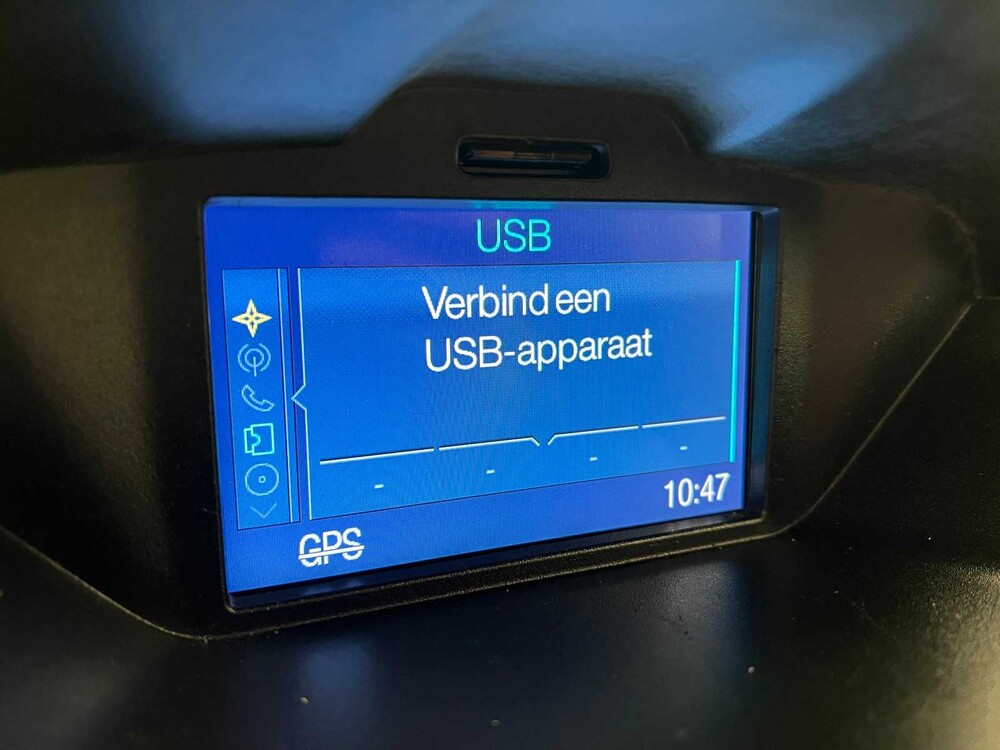 USB
Verbind een
USB-apparaat
- - - -
10:47
GPS